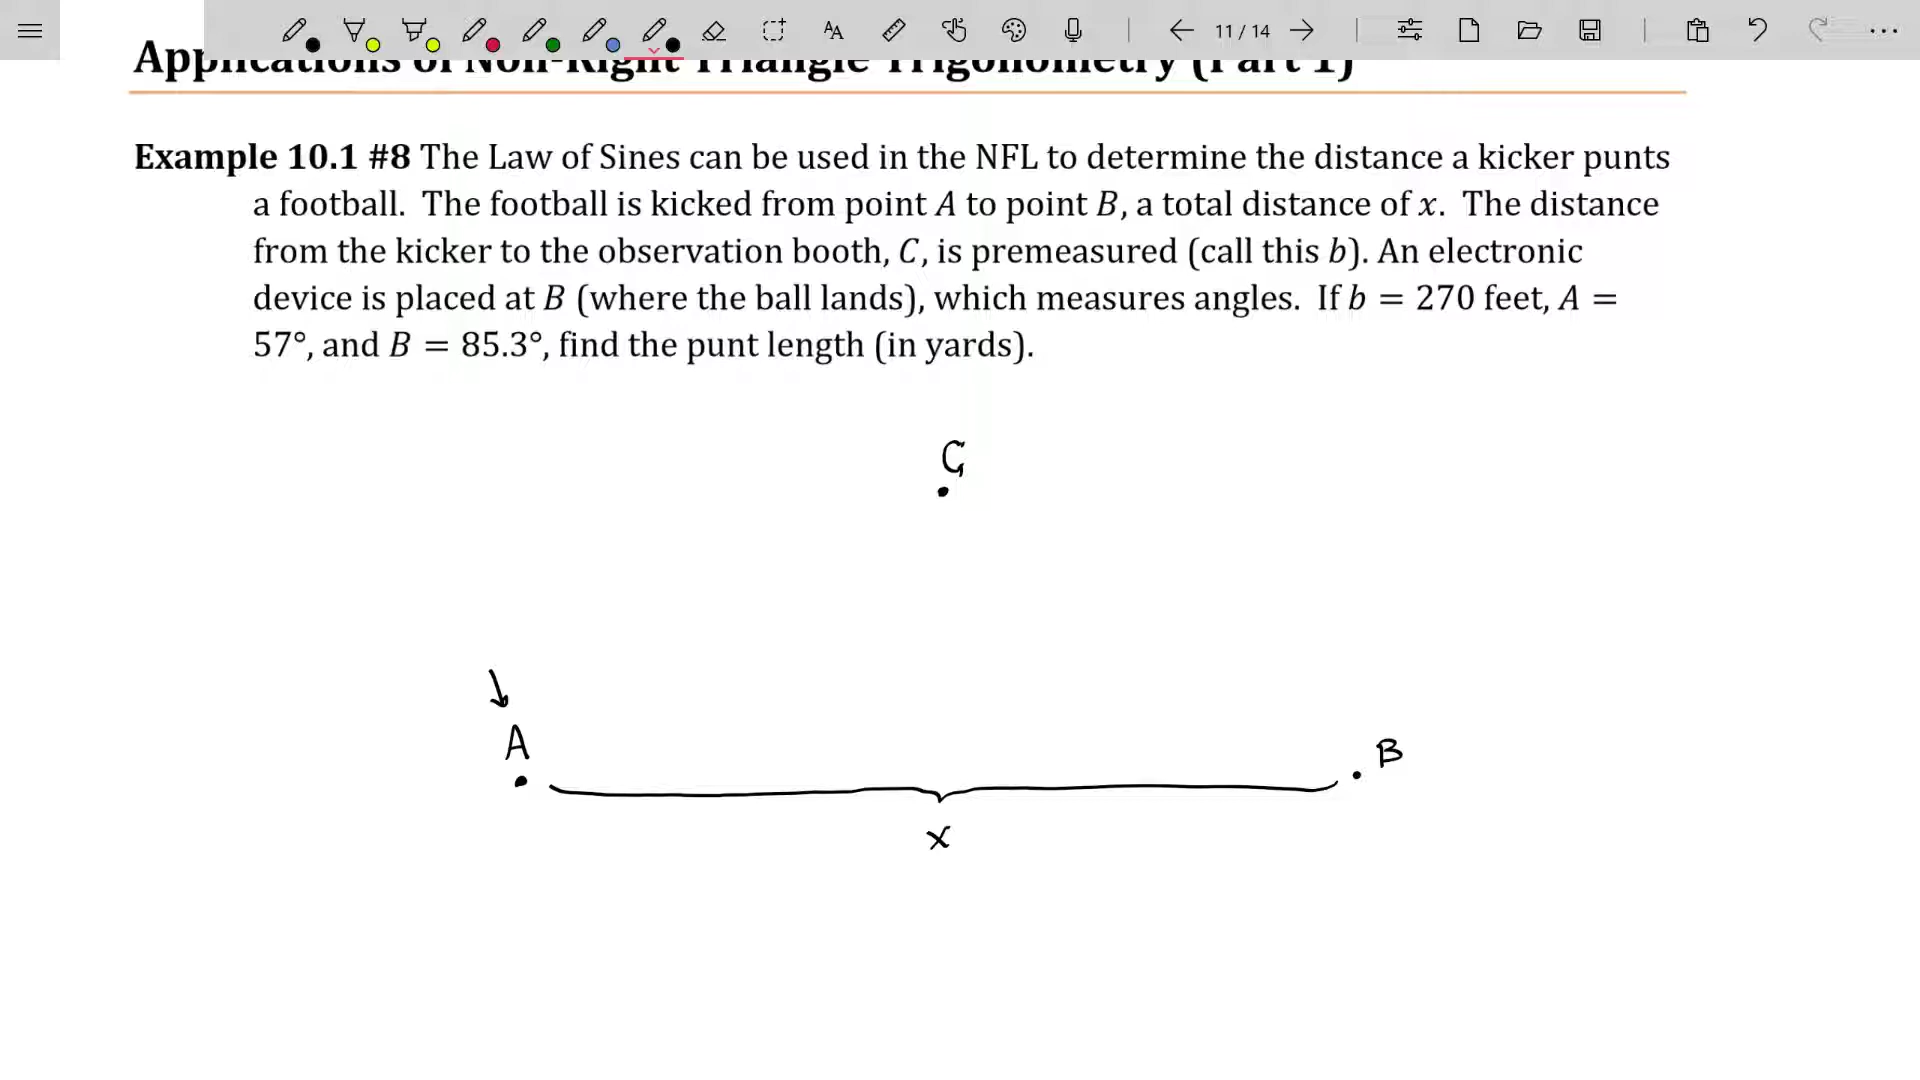 11 / 14
Applications of Non-Right Triangle Trigonometry (Part 1)
Example 10.1 #8 The Law of Sines can be used in the NFL to determine the distance a kicker punts
a football. The football is kicked from point A to point B, a total distance of x. The distance
from the kicker to the observation booth, C, is premeasured (call this b). An electronic
device is placed at B (where the ball lands), which measures angles. If b = 270 feet, A =
57°, and B = 85.3°, find the punt length (in yards).
C
A
B
x